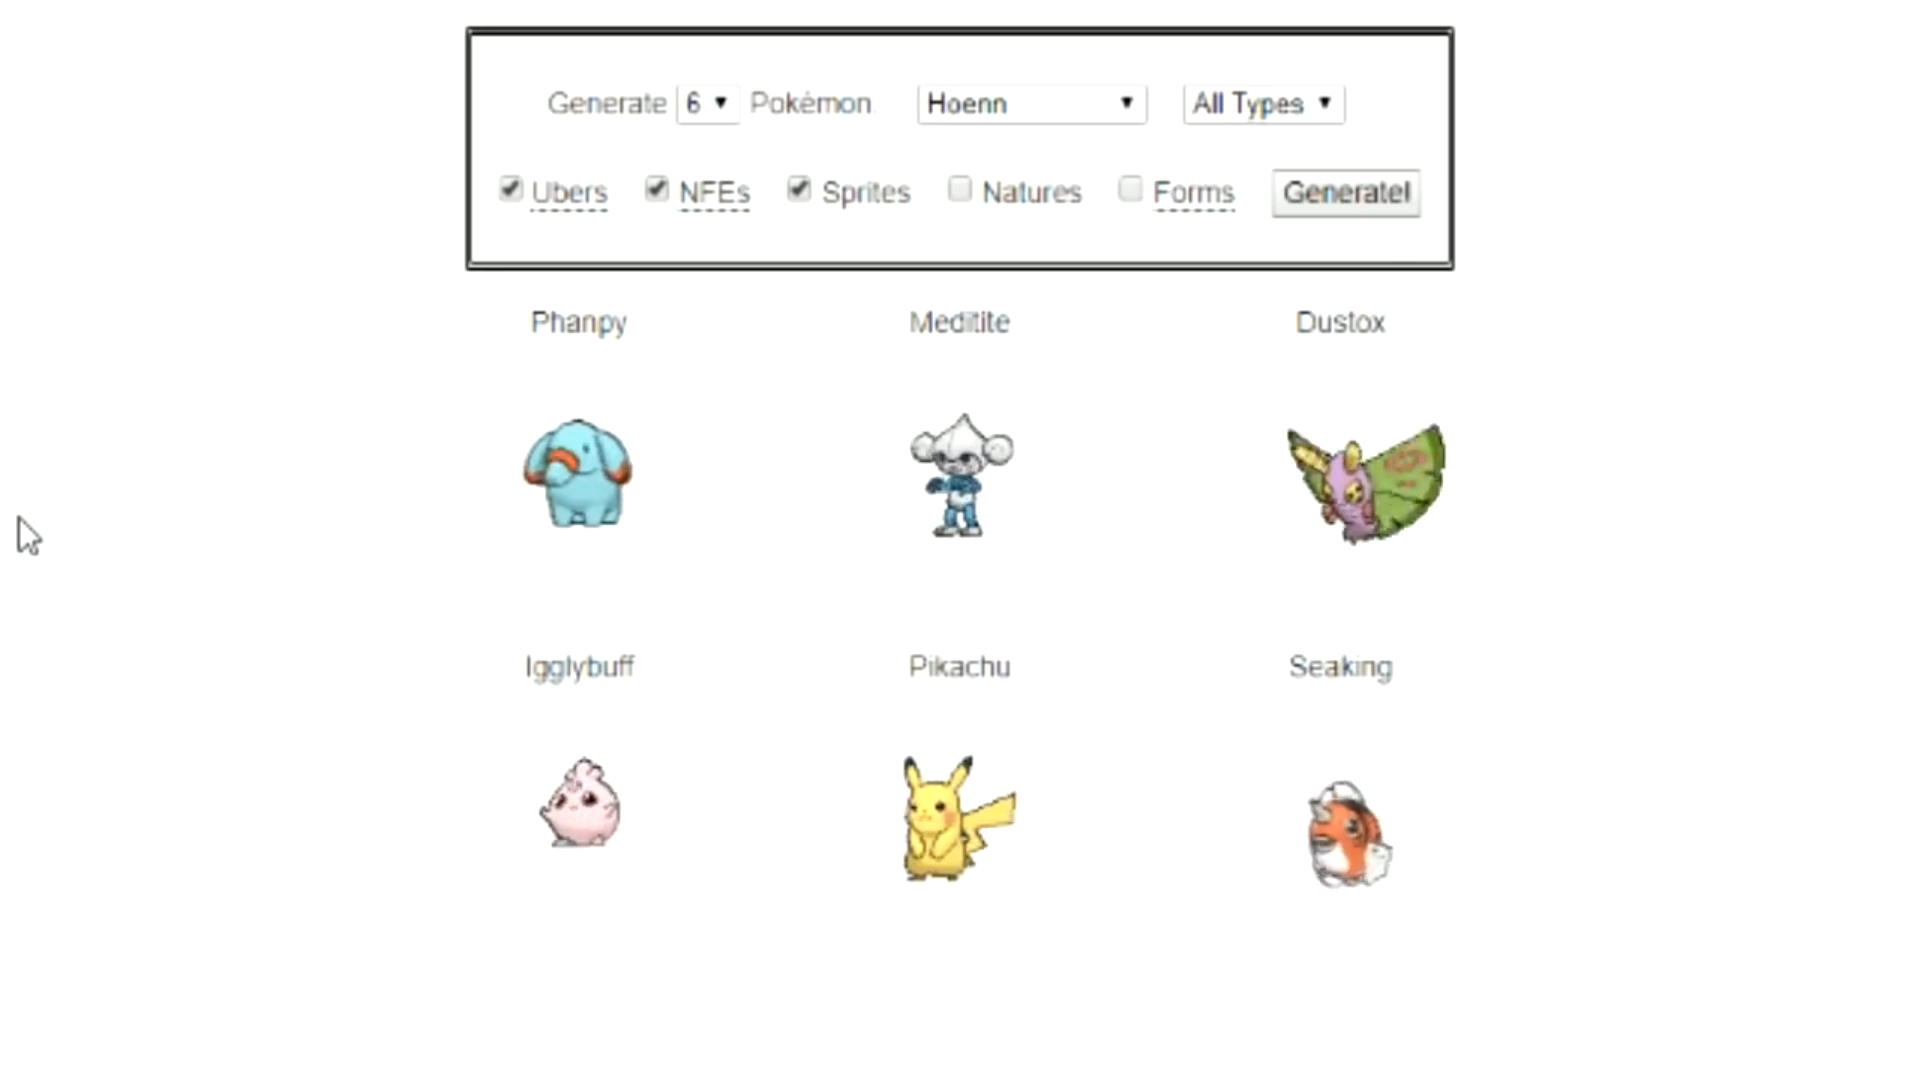 Generate 6 Pokémon Hoenn All Types
Ubers NFEs Sprites Natures Forms Generate!
Phanpy Meditite Dustox
Igglybuff Pikachu Seaking